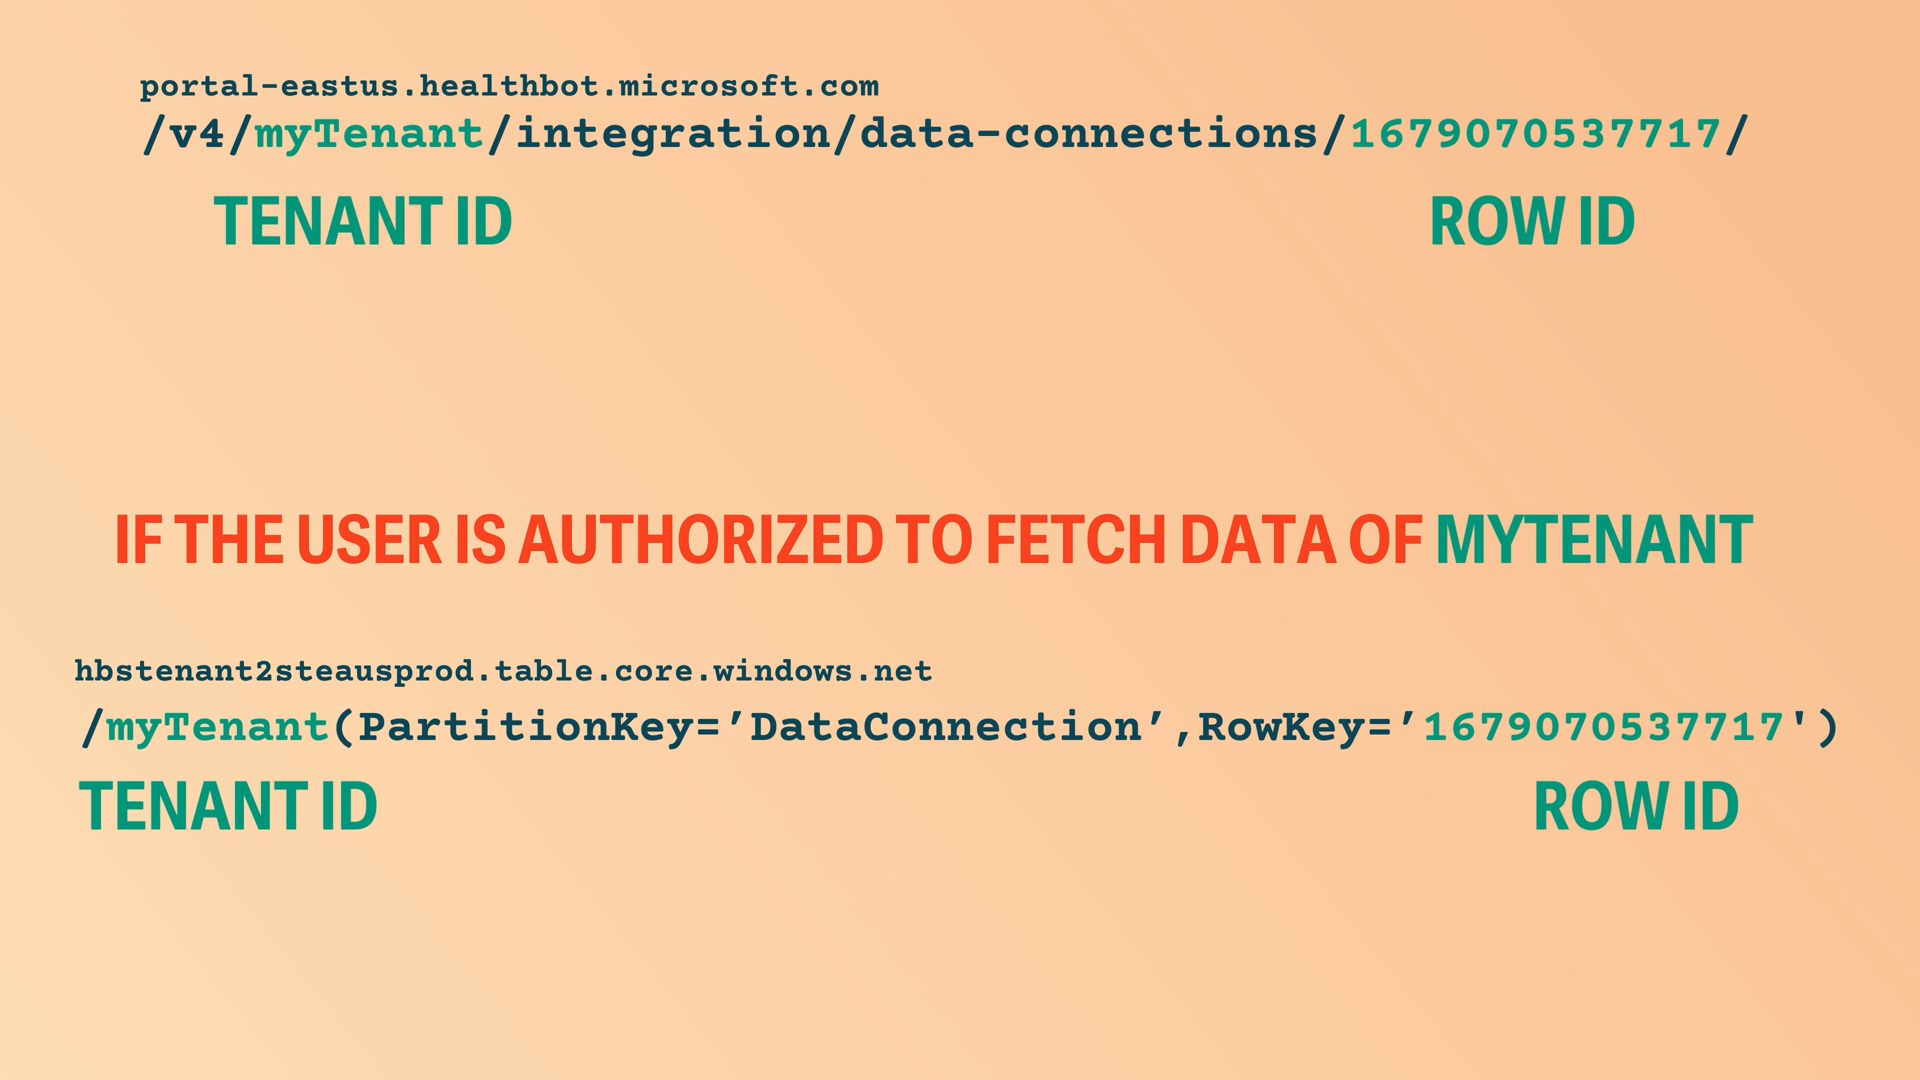 portal-eastus.healthbot.microsoft.com
/v4/myTenant/integration/data-connections/1679070537717/
TENANT ID ROW ID
IF THE USER IS AUTHORIZED TO FETCH DATA OF MYTENANT
hbstenant2steausprod.table.core.windows.net
/myTenant(PartitionKey=’DataConnection’,RowKey=’1679070537717')
TENANT ID ROW ID